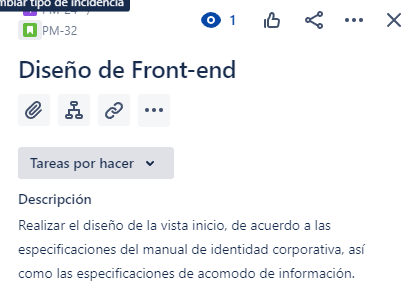 mbiar tipo de incidencia
PM-32
1
Diseño de Front-end
Tareas por hacer
Descripción
Realizar el diseño de la vista inicio, de acuerdo a las
especificaciones del manual de identidad corporativa, así
como las especificaciones de acomodo de información.